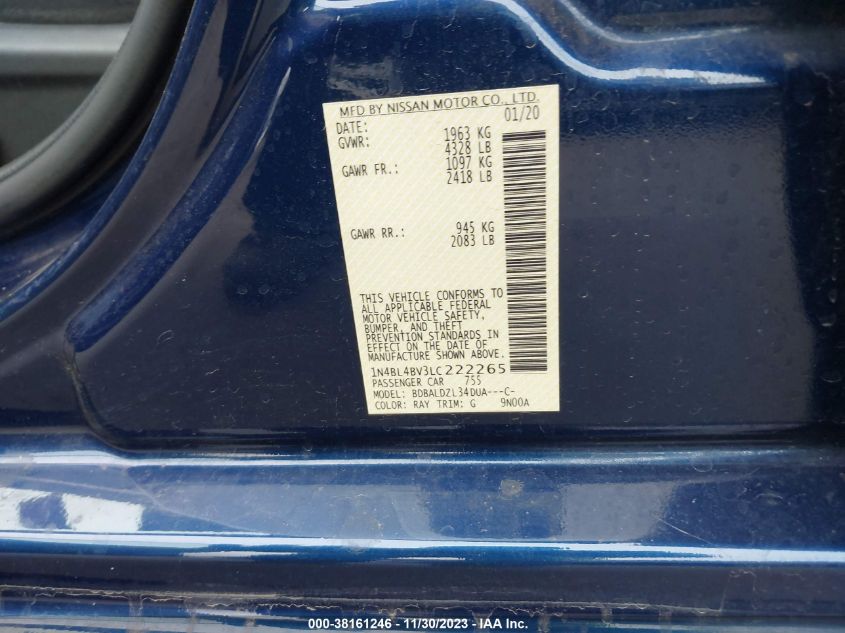 MFD BY NISSAN MOTOR CO., LTD.
DATE: 01/20
GVWR: 1963 KG
4328 LB
GAWR FR.: 1097 KG
2418 LB
GAWR RR.: 945 KG
2083 LB
THIS VEHICLE CONFORMS TO
ALL APPLICABLE FEDERAL
MOTOR VEHICLE SAFETY,
BUMPER, AND THEFT
PREVENTION STANDARDS IN
EFFECT ON THE DATE OF
MANUFACTURE SHOWN ABOVE.
1N4BL4BV3LC222265
PASSENGER CAR 755
MODEL: BDBALDZL34DUA---C-
COLOR: RAY TRIM: G 9N00A
000-38161246 - 11/30/2023 - IAA Inc.